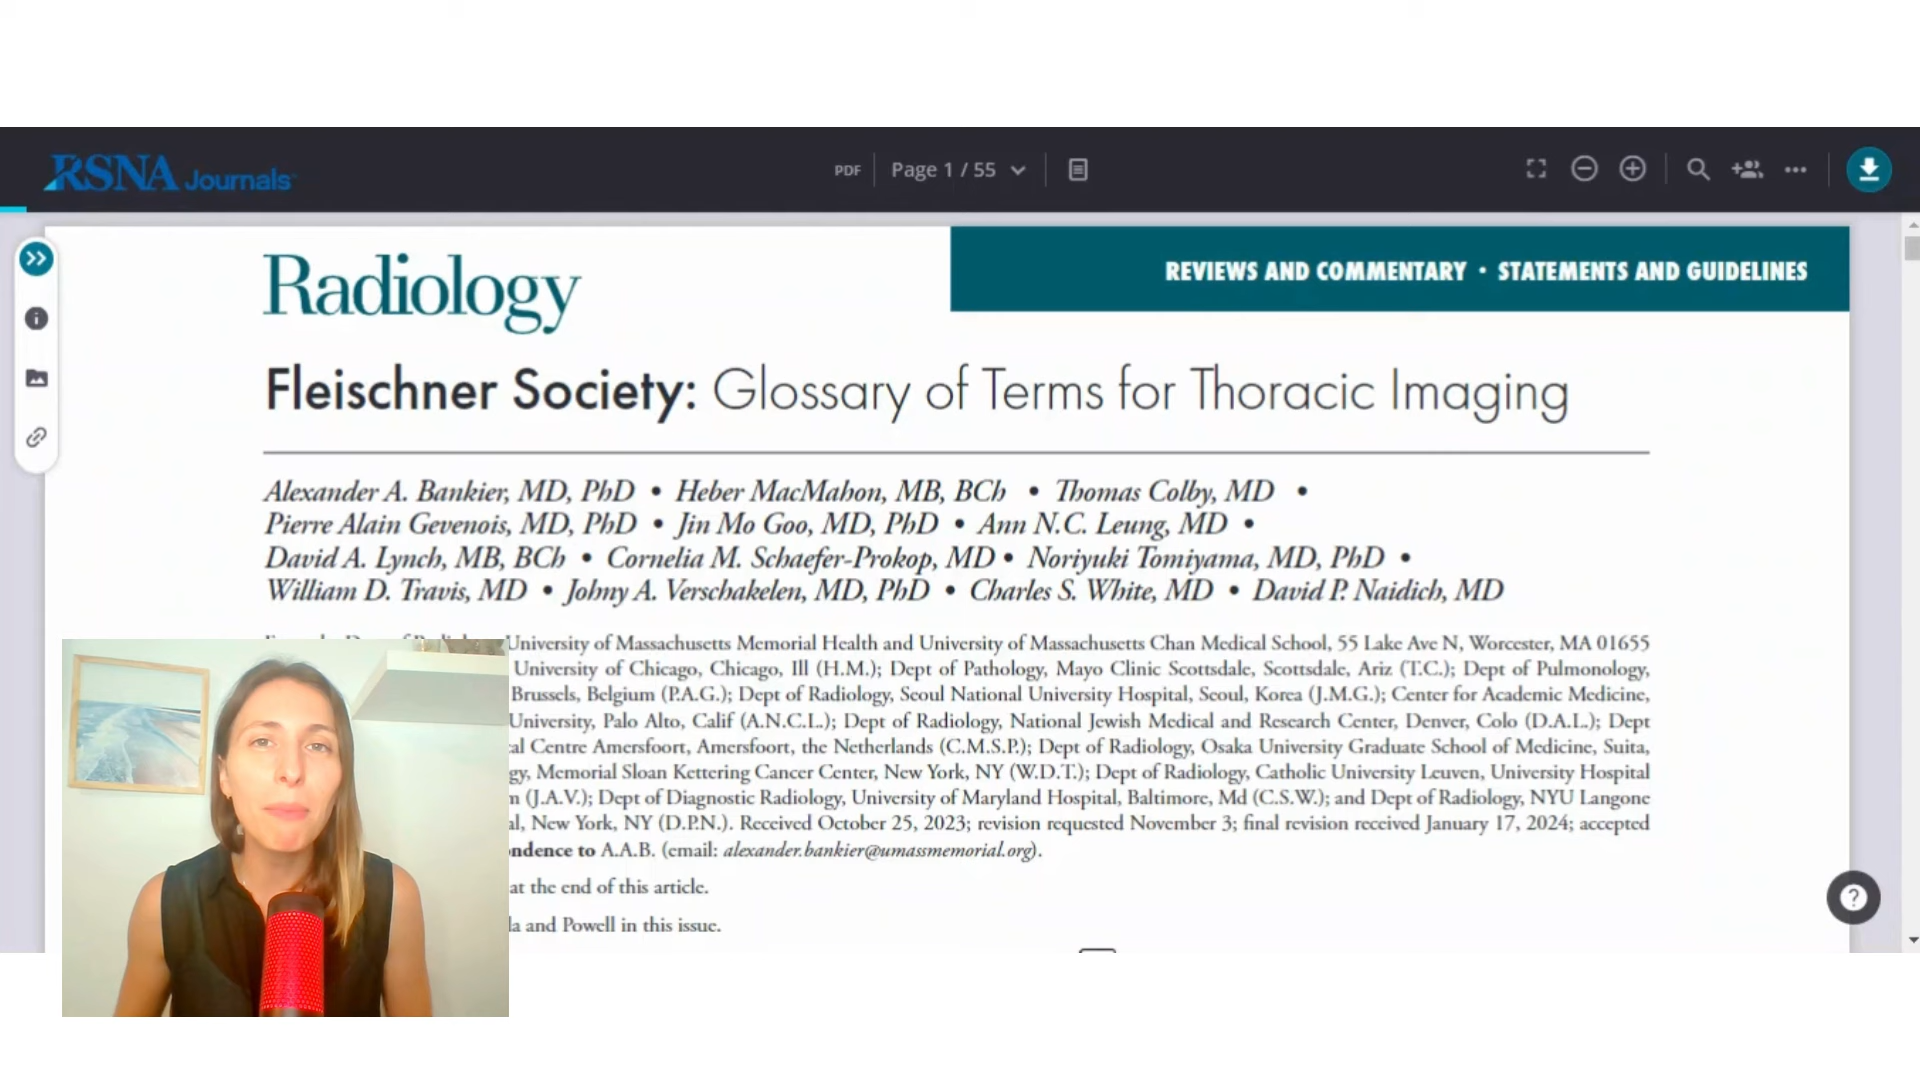 RSNA Journals
PDF
Page 1 / 55
Radiology
REVIEWS AND COMMENTARY • STATEMENTS AND GUIDELINES
Fleischner Society: Glossary of Terms for Thoracic Imaging
Alexander A. Bankier, MD, PhD • Heber MacMahon, MB, BCh • Thomas Colby, MD •
Pierre Alain Gevenois, MD, PhD • Jin Mo Goo, MD, PhD • Ann N.C. Leung, MD •
David A. Lynch, MB, BCh • Cornelia M. Schaefer-Prokop, MD • Noriyuki Tomiyama, MD, PhD •
William D. Travis, MD • Johny A. Verschakelen, MD, PhD • Charles S. White, MD • David P. Naidich, MD
University of Massachusetts Memorial Health and University of Massachusetts Chan Medical School, 55 Lake Ave N, Worcester, MA 01655
University of Chicago, Chicago, Ill (H.M.); Dept of Pathology, Mayo Clinic Scottsdale, Scottsdale, Ariz (T.C.); Dept of Pulmonology,
Brussels, Belgium (P.A.G.); Dept of Radiology, Seoul National University Hospital, Seoul, Korea (J.M.G.); Center for Academic Medicine,
University, Palo Alto, Calif (A.N.C.L.); Dept of Radiology, National Jewish Medical and Research Center, Denver, Colo (D.A.L.); Dept
al Centre Amersfoort, Amersfoort, the Netherlands (C.M.S.P.); Dept of Radiology, Osaka University Graduate School of Medicine, Suita,
gy, Memorial Sloan Kettering Cancer Center, New York, NY (W.D.T.); Dept of Radiology, Catholic University Leuven, University Hospital
n (J.A.V.); Dept of Diagnostic Radiology, University of Maryland Hospital, Baltimore, Md (C.S.W.); and Dept of Radiology, NYU Langone
al, New York, NY (D.P.N.). Received October 25, 2023; revision requested November 3; final revision received January 17, 2024; accepted
ndence to A.A.B. (email: alexander.bankier@umassmemorial.org).
at the end of this article.
la and Powell in this issue.